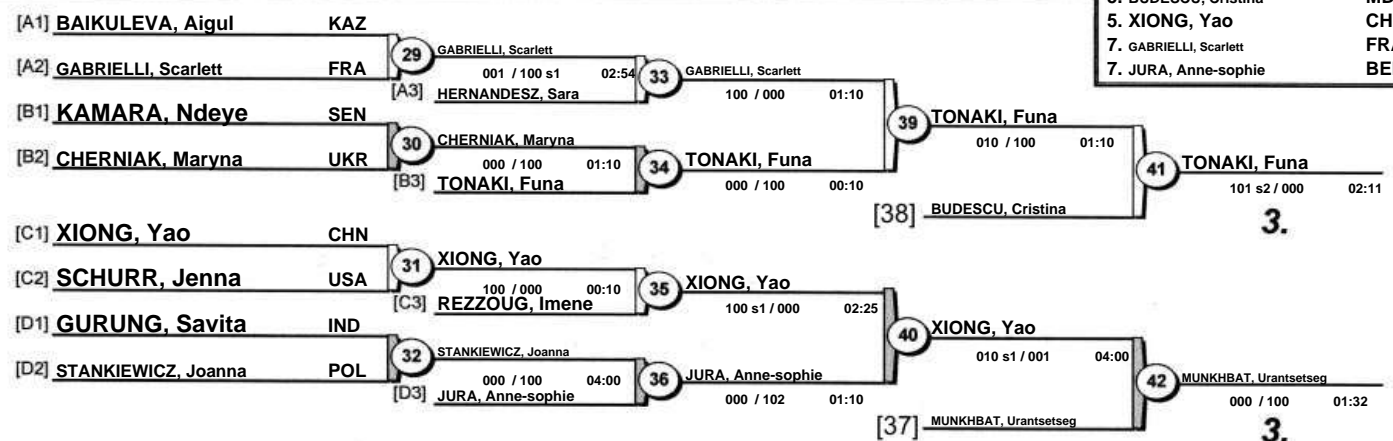 3. BUDESCU, Cristina
5. XIONG, Yao CH
7. GABRIELLI, Scarlett FRA
7. JURA, Anne-sophie
[A1] BAIKULEVA, Aigul KAZ
[A2] GABRIELLI, Scarlett FRA
29
GABRIELLI, Scarlett
001 / 100 s1 02:54
[A3] HERNANDESZ, Sara
33
GABRIELLI, Scarlett
100 / 000 01:10
[B1] KAMARA, Ndeye SEN
[B2] CHERNIAK, Maryna UKR
30
CHERNIAK, Maryna
000 / 100 01:10
[B3] TONAKI, Funa
34
TONAKI, Funa
000 / 100 00:10
39
TONAKI, Funa
010 / 100 01:10
[38] BUDESCU, Cristina
41
TONAKI, Funa
101 s2 / 000 02:11
3.
[C1] XIONG, Yao CHN
[C2] SCHURR, Jenna USA
31
XIONG, Yao
100 / 000 00:10
[C3] REZZOUG, Imene
35
XIONG, Yao
100 s1 / 000 02:25
[D1] GURUNG, Savita IND
[D2] STANKIEWICZ, Joanna POL
32
STANKIEWICZ, Joanna
000 / 100 04:00
[D3] JURA, Anne-sophie
36
JURA, Anne-sophie
000 / 102 01:10
40
XIONG, Yao
010 s1 / 001 04:00
[37] MUNKHBAT, Urantsetseg
42
MUNKHBAT, Urantsetseg
000 / 100 01:32
3.